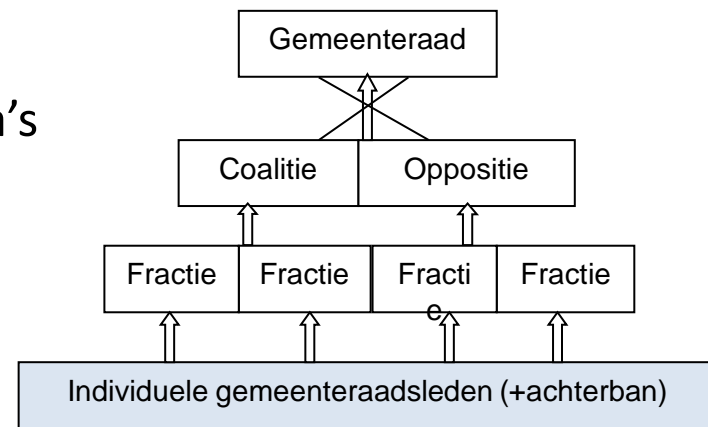 Gemeenteraad
’s
Coalitie Oppositie
Fractie Fractie Fracti Fractie
e
Individuele gemeenteraadsleden (+achterban)